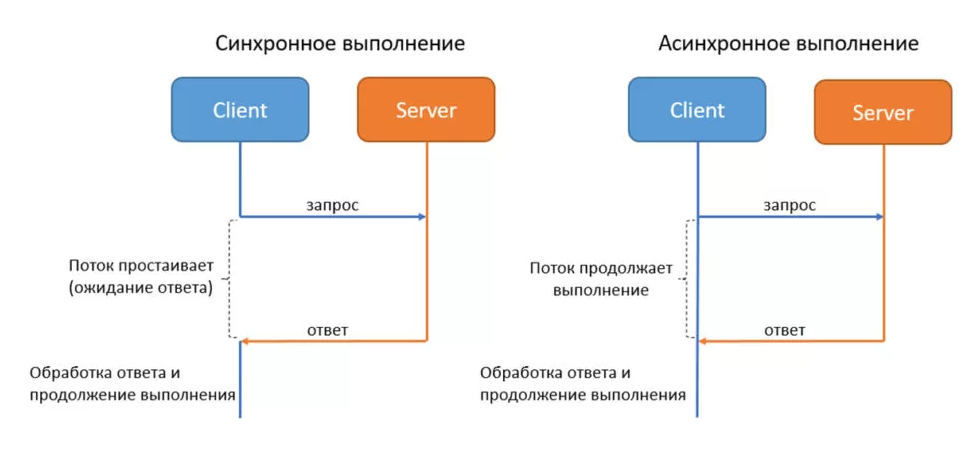 Синхронное выполнение
Client
Server
запрос
Поток простаивает
(ожидание ответа)
ответ
Обработка ответа и
продолжение выполнения
Асинхронное выполнение
Client
Server
запрос
Поток продолжает
выполнение
ответ
Обработка ответа и
продолжение выполнения